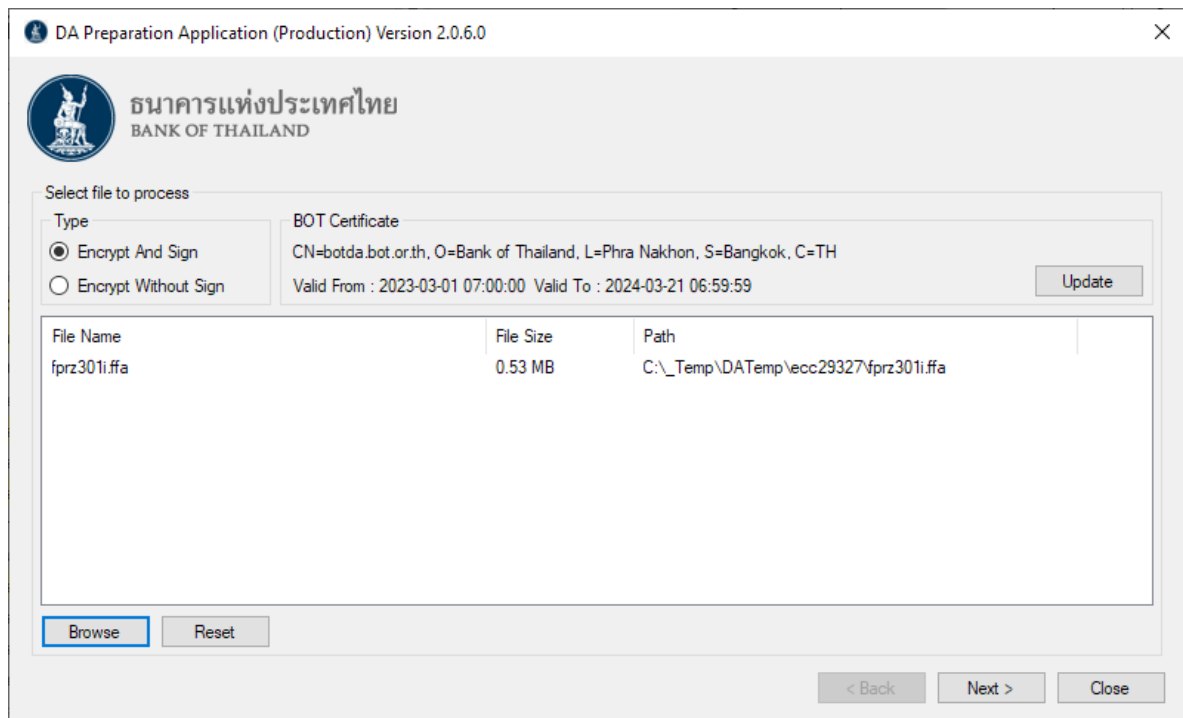 DA Preparation Application (Production) Version 2.0.6.0
ธนาคารแห่งประเทศไทย
BANK OF THAILAND
Select file to process
Type
Encrypt And Sign
Encrypt Without Sign
BOT Certificate
CN=botda.bot.or.th, O=Bank of Thailand, L=Phra Nakhon, S=Bangkok, C=TH
Valid From : 2023-03-01 07:00:00 Valid To : 2024-03-21 06:59:59
Update
File Name File Size Path
fprz301i.ffa 0.53 MB C:\_Temp\DATemp\ecc29327\fprz301i.ffa
Browse Reset
< Back Next > Close